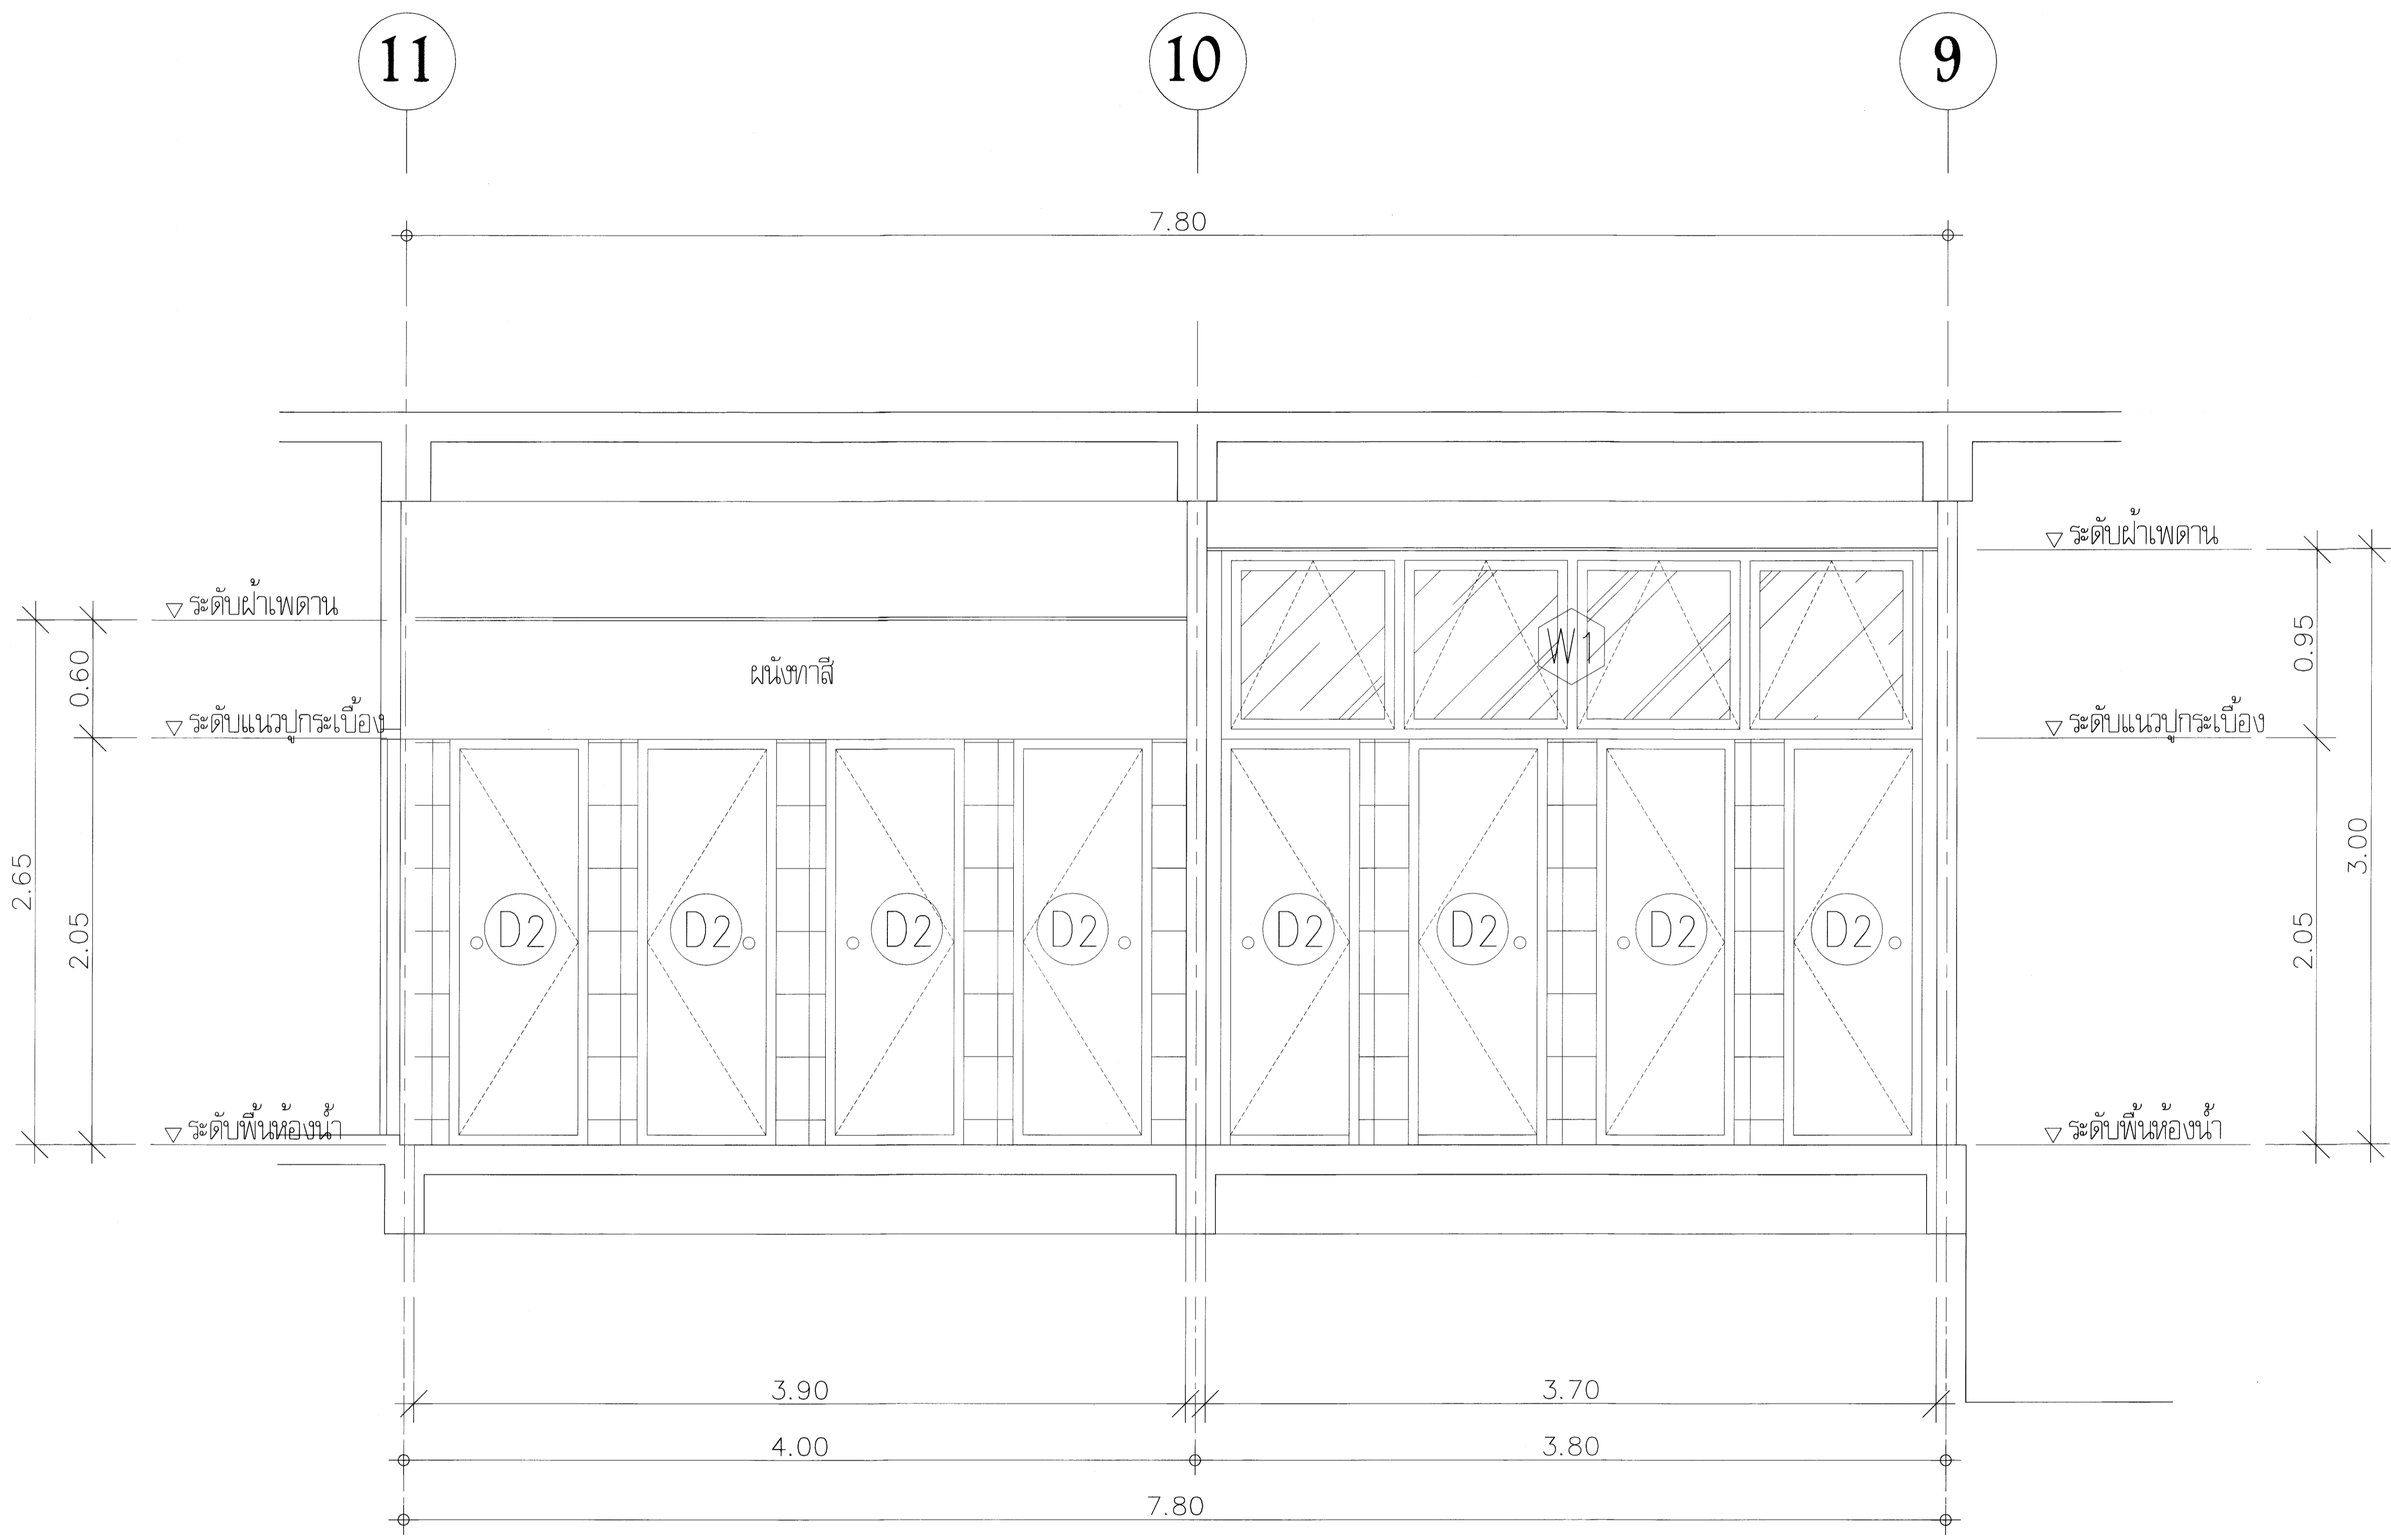 11
10
9
7.80
ระดับฝ้าเพดาน
ระดับฝ้าเพดาน
0.60
0.95
ผนังทาสี
W1
ระดับแนวปูกระเบื้อง
ระดับแนวปูกระเบื้อง
2.65
3.00
2.05
2.05
D2
D2
D2
D2
D2
D2
D2
D2
ระดับพื้นห้องน้ำ
ระดับพื้นห้องน้ำ
3.90
3.70
4.00
3.80
7.80